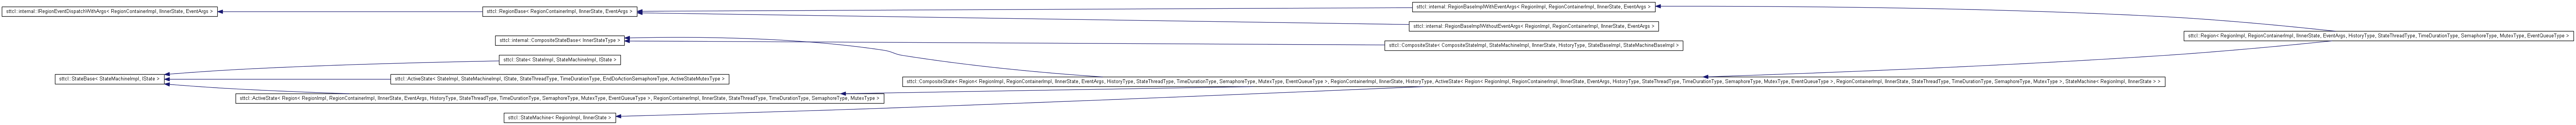 sttcl::internal::IRegionEventDispatchWithArgs< RegionContainerImpl, IInnerState, EventArgs >
sttcl::RegionBase< RegionContainerImpl, IInnerState, EventArgs >
sttcl::internal::RegionBaseImplWithEventArgs< RegionImpl, RegionContainerImpl, IInnerState, EventArgs >
sttcl::internal::RegionBaseImplWithoutEventArgs< RegionImpl, RegionContainerImpl, IInnerState, EventArgs >
sttcl::Region< RegionImpl, RegionContainerImpl, IInnerState, EventArgs, HistoryType, StateThreadType, TimeDurationType, SemaphoreType, MutexType, EventQueueType >
sttcl::internal::CompositeStateBase< InnerStateType >
sttcl::CompositeState< CompositeStateImpl, StateMachineImpl, IInnerState, HistoryType, StateBaseImpl, StateMachineBaseImpl >
sttcl::State< StateImpl, StateMachineImpl, IState >
sttcl::StateBase< StateMachineImpl, IState >
sttcl::ActiveState< StateImpl, StateMachineImpl, IState, StateThreadType, TimeDurationType, EndDoActionSemaphoreType, ActiveStateMutexType >
sttcl::CompositeState< Region< RegionImpl, RegionContainerImpl, IInnerState, EventArgs, HistoryType, StateThreadType, TimeDurationType, SemaphoreType, MutexType, EventQueueType >, RegionContainerImpl, IInnerState, HistoryType, ActiveState< Region< RegionImpl, RegionContainerImpl, IInnerState, EventArgs, HistoryType, StateThreadType, TimeDurationType, SemaphoreType, MutexType, EventQueueType >, RegionContainerImpl, IInnerState, StateThreadType, TimeDurationType, SemaphoreType, MutexType >, StateMachine< RegionImpl, IInnerState > >
sttcl::ActiveState< Region< RegionImpl, RegionContainerImpl, IInnerState, EventArgs, HistoryType, StateThreadType, TimeDurationType, SemaphoreType, MutexType, EventQueueType >, RegionContainerImpl, IInnerState, StateThreadType, TimeDurationType, SemaphoreType, MutexType >
sttcl::StateMachine< RegionImpl, IInnerState >